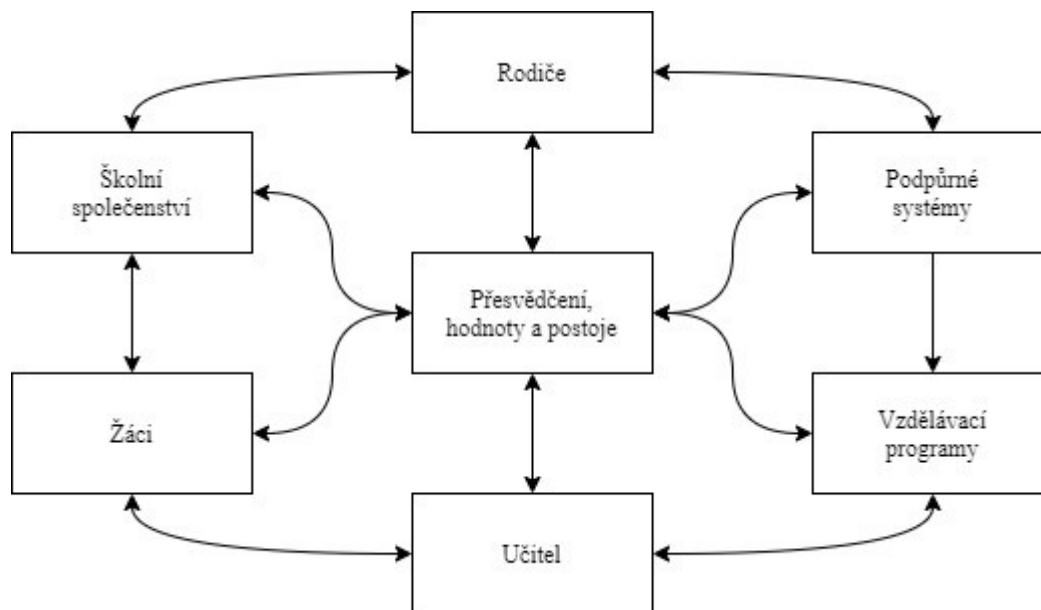 Rodiče
Školní
společenství
Podpůrné
systémy
Přesvědčení,
hodnoty a postoje
Žáci
Vzdělávací
programy
Učitel